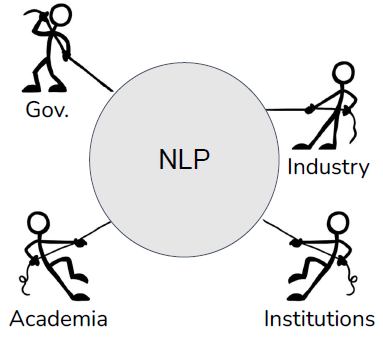 Gov.
NLP
Industry
Academia
Institutions